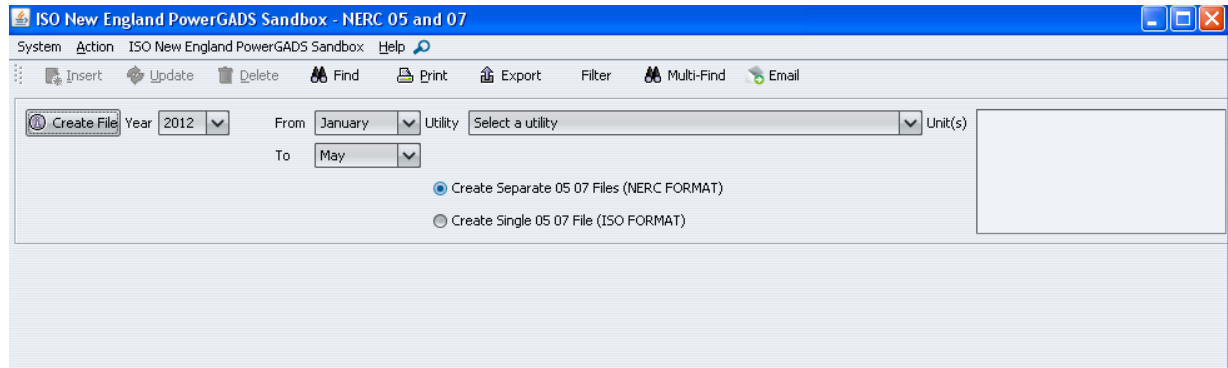 ISO New England PowerGADS Sandbox - NERC 05 and 07
System Action ISO New England PowerGADS Sandbox Help
Insert Update Delete Find Print Export Filter Multi-Find Email
Create File Year 2012 From January Utility Select a utility Unit(s)
To May
Create Separate 05 07 Files (NERC FORMAT)
Create Single 05 07 File (ISO FORMAT)